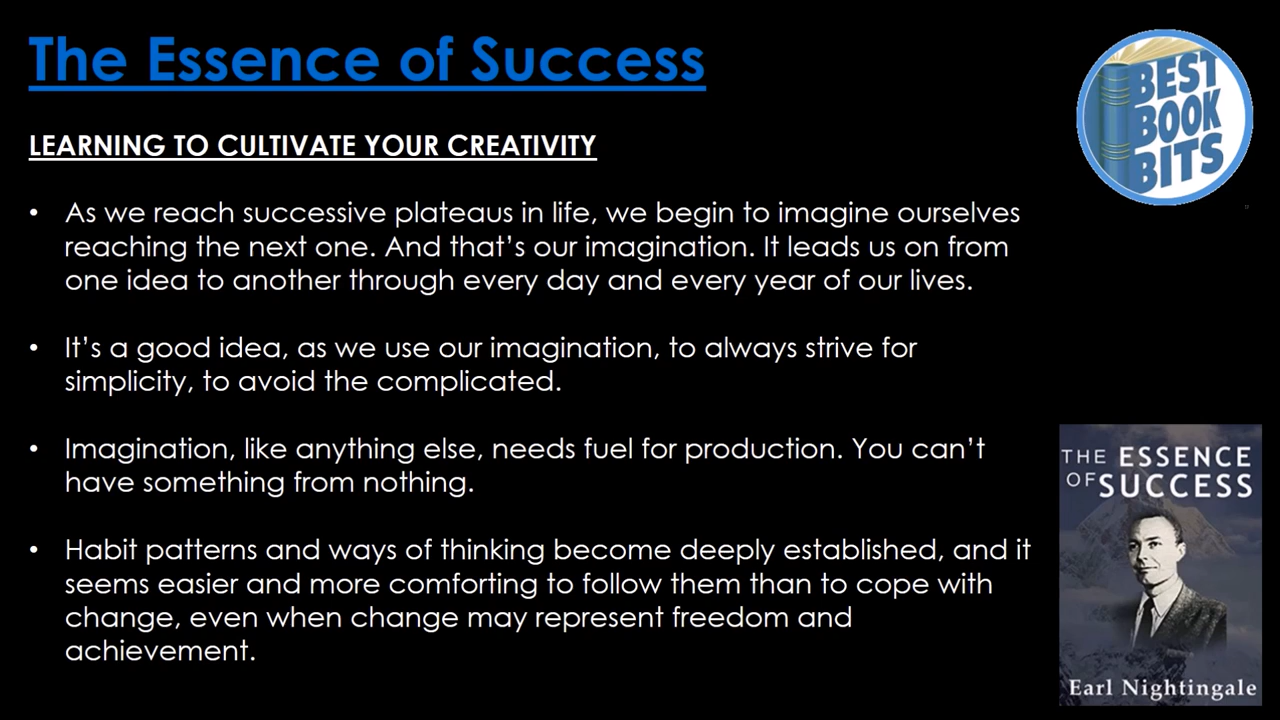 The Essence of Success
BEST
BOOK
BITS
LEARNING TO CULTIVATE YOUR CREATIVITY
• As we reach successive plateaus in life, we begin to imagine ourselves
reaching the next one. And that’s our imagination. It leads us on from
one idea to another through every day and every year of our lives.
• It’s a good idea, as we use our imagination, to always strive for
simplicity, to avoid the complicated.
• Imagination, like anything else, needs fuel for production. You can’t
have something from nothing.
• Habit patterns and ways of thinking become deeply established, and it
seems easier and more comforting to follow them than to cope with
change, even when change may represent freedom and
achievement.
THE ESSENCE
OF SUCCESS
Earl Nightingale